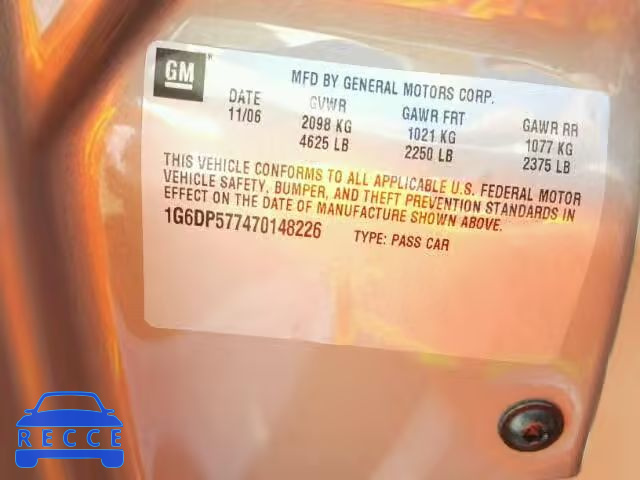 GM
MFD BY GENERAL MOTORS CORP.
DATE GVWR GAWR FRT GAWR RR
11/06 2098 KG 1021 KG 1077 KG
4625 LB 2250 LB 2375 LB
THIS VEHICLE CONFORMS TO ALL APPLICABLE U.S. FEDERAL MOTOR
VEHICLE SAFETY, BUMPER, AND THEFT PREVENTION STANDARDS IN
EFFECT ON THE DATE OF MANUFACTURE SHOWN ABOVE.
1G6DP577470148226 TYPE: PASS CAR
RECCE